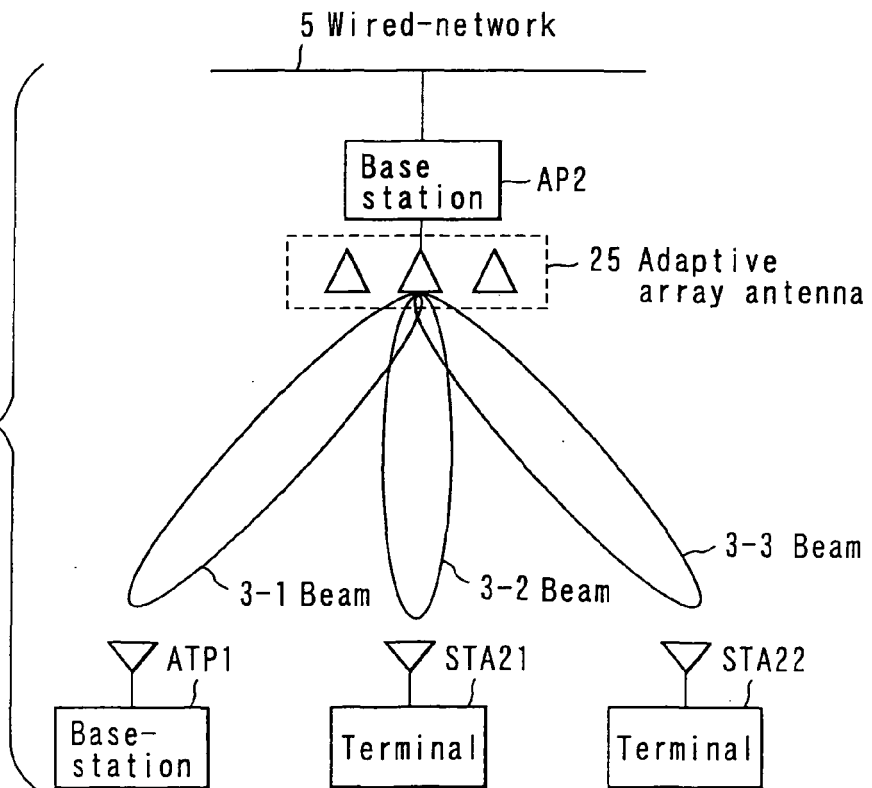 5 Wired-network
Base
station
AP2
25 Adaptive
array antenna
3-1 Beam
3-2 Beam
3-3 Beam
ATP1
STA21
STA22
Base-
station
Terminal
Terminal